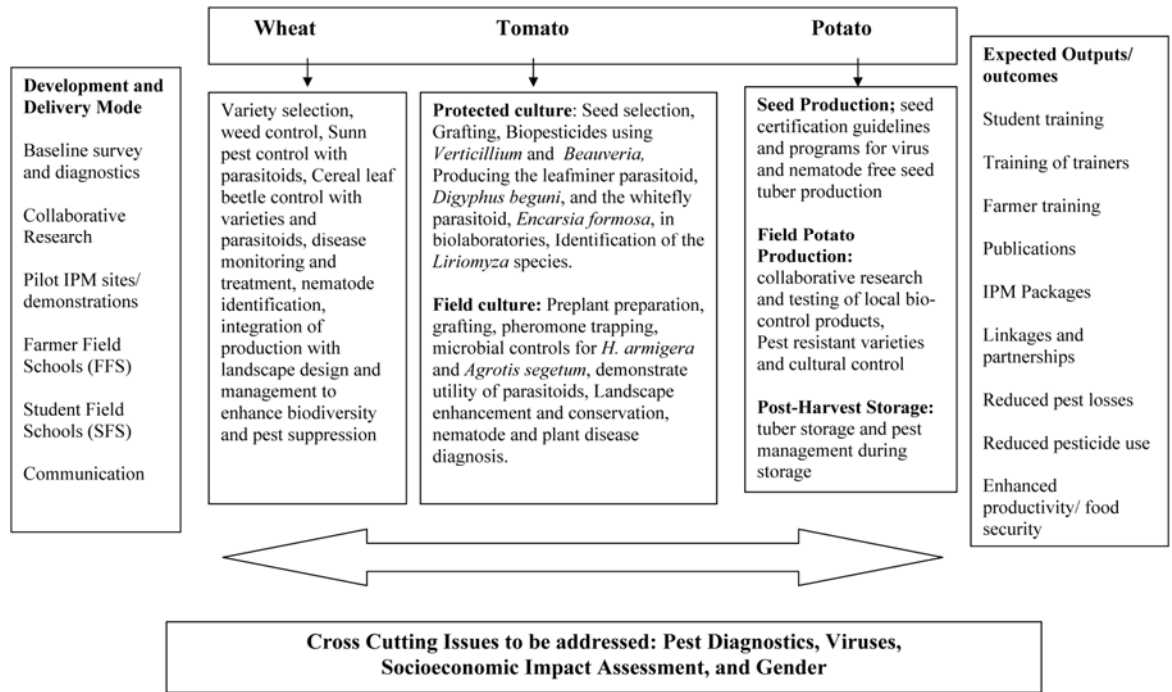 Wheat Tomato Potato
Development and
Delivery Mode
Baseline survey
and diagnostics
Collaborative
Research
Pilot IPM sites/
demonstrations
Farmer Field
Schools (FFS)
Student Field
Schools (SFS)
Communication
Variety selection,
weed control, Sunn
pest control with
parasitoids, Cereal leaf
beetle control with
varieties and
parasitoids, disease
monitoring and
treatment, nematode
identification,
integration of
production with
landscape design and
management to
enhance biodiversity
and pest suppression
Protected culture: Seed selection,
Grafting, Biopesticides using
Verticillium and Beauveria,
Producing the leafminer parasitoid,
Digyphus beguni, and the whitefly
parasitoid, Encarsia formosa, in
biolaboratories, Identification of the
Liriomyza species.
Field culture: Preplant preparation,
grafting, pheromone trapping,
microbial controls for H. armigera
and Agrotis segetum, demonstrate
utility of parasitoids, Landscape
enhancement and conservation,
nematode and plant disease
diagnosis.
Seed Production; seed
certification guidelines
and programs for virus
and nematode free seed
tuber production
Field Potato
Production:
collaborative research
and testing of local bio-
control products,
Pest resistant varieties
and cultural control
Post-Harvest Storage:
tuber storage and pest
management during
storage
Expected Outputs/
outcomes
Student training
Training of trainers
Farmer training
Publications
IPM Packages
Linkages and
partnerships
Reduced pest losses
Reduced pesticide use
Enhanced
productivity/ food
security
Cross Cutting Issues to be addressed: Pest Diagnostics, Viruses,
Socioeconomic Impact Assessment, and Gender